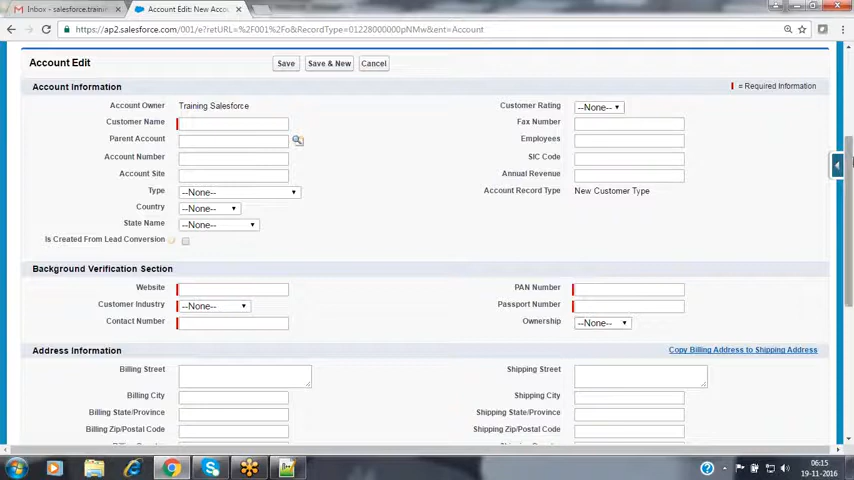 Inbox - salesforce.trainin
Account Edit: New Accou
https://ap2.salesforce.com/001/e?retURL=%2F001%2Fo&RecordType=01228000000pNMw&ent=Account
Account Edit
Save
Save & New
Cancel
Account Information
= Required Information
Account Owner Training Salesforce
Customer Rating --None--
Customer Name
Fax Number
Parent Account
Employees
Account Number
SIC Code
Account Site
Annual Revenue
Type --None--
Account Record Type New Customer Type
Country --None--
State Name --None--
Is Created From Lead Conversion
Background Verification Section
Website
PAN Number
Customer Industry --None--
Passport Number
Contact Number
Ownership --None--
Address Information
Copy Billing Address to Shipping Address
Billing Street
Shipping Street
Billing City
Shipping City
Billing State/Province
Shipping State/Province
Billing Zip/Postal Code
Shipping Zip/Postal Code
06:15
19-11-2016